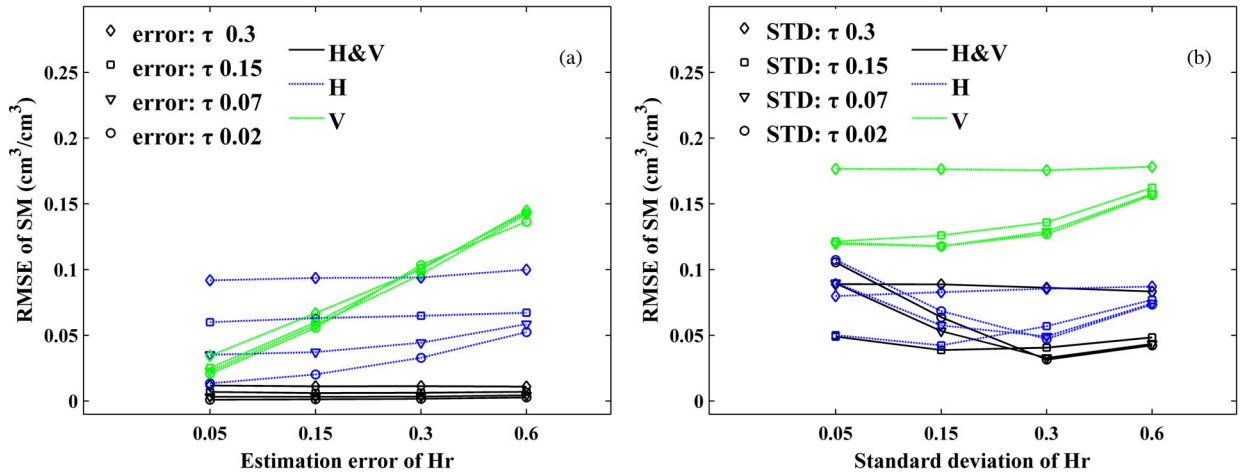 error: τ 0.3
error: τ 0.15
error: τ 0.07
error: τ 0.02
H&V
H
V
(a)
0.25
0.2
0.15
0.1
0.05
0
RMSE of SM (cm³/cm³)
0.05 0.15 0.3 0.6
Estimation error of Hr
STD: τ 0.3
STD: τ 0.15
STD: τ 0.07
STD: τ 0.02
H&V
H
V
(b)
0.25
0.2
0.15
0.1
0.05
0
RMSE of SM (cm³/cm³)
0.05 0.15 0.3 0.6
Standard deviation of Hr